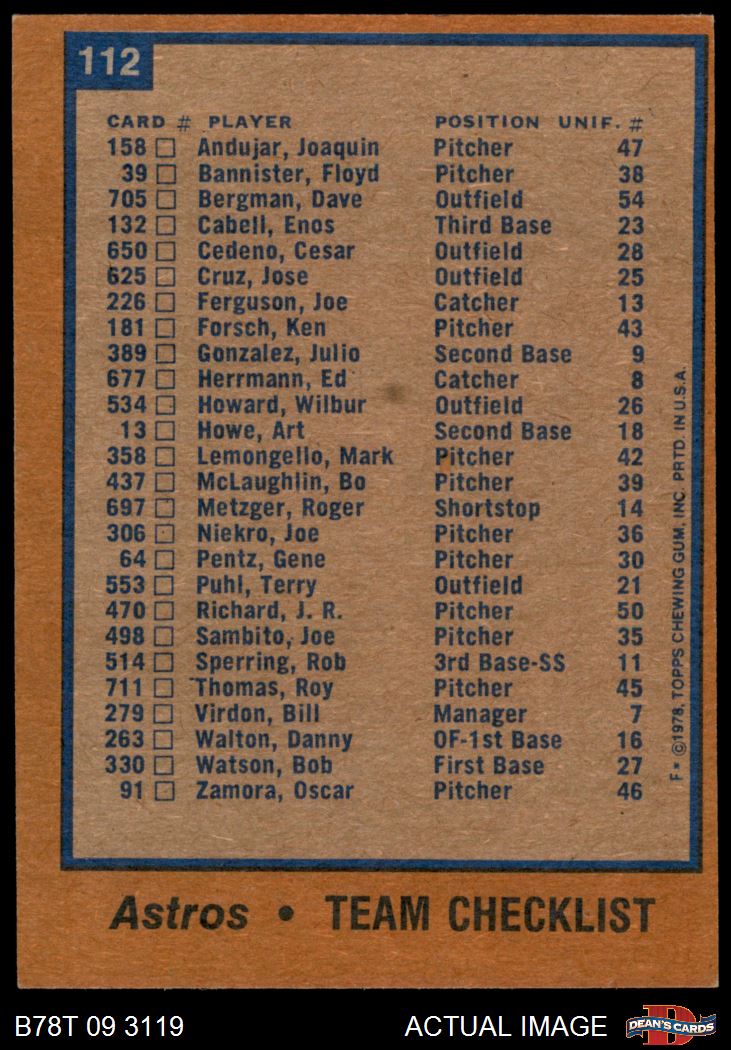 112
CARD # PLAYER POSITION UNIF. #
158 Andujar, Joaquin Pitcher 47
39 Bannister, Floyd Pitcher 38
705 Bergman, Dave Outfield 54
132 Cabell, Enos Third Base 23
650 Cedeno, Cesar Outfield 28
625 Cruz, Jose Outfield 25
226 Ferguson, Joe Catcher 13
181 Forsch, Ken Pitcher 43
389 Gonzalez, Julio Second Base 9
677 Herrmann, Ed Catcher 8
534 Howard, Wilbur Outfield 26
13 Howe, Art Second Base 18
358 Lemongello, Mark Pitcher 42
437 McLaughlin, Bo Pitcher 39
697 Metzger, Roger Shortstop 14
306 Niekro, Joe Pitcher 36
64 Pentz, Gene Pitcher 30
553 Puhl, Terry Outfield 21
470 Richard, J. R. Pitcher 50
498 Sambito, Joe Pitcher 35
514 Sperring, Rob 3rd Base-SS 11
711 Thomas, Roy Pitcher 45
279 Virdon, Bill Manager 7
263 Walton, Danny OF-1st Base 16
330 Watson, Bob First Base 27
91 Zamora, Oscar Pitcher 46
F* ©1978, TOPPS CHEWING GUM, INC. PRTD. IN U.S.A.
Astros • TEAM CHECKLIST
B78T 09 3119 ACTUAL IMAGE
DEAN'S CARDS